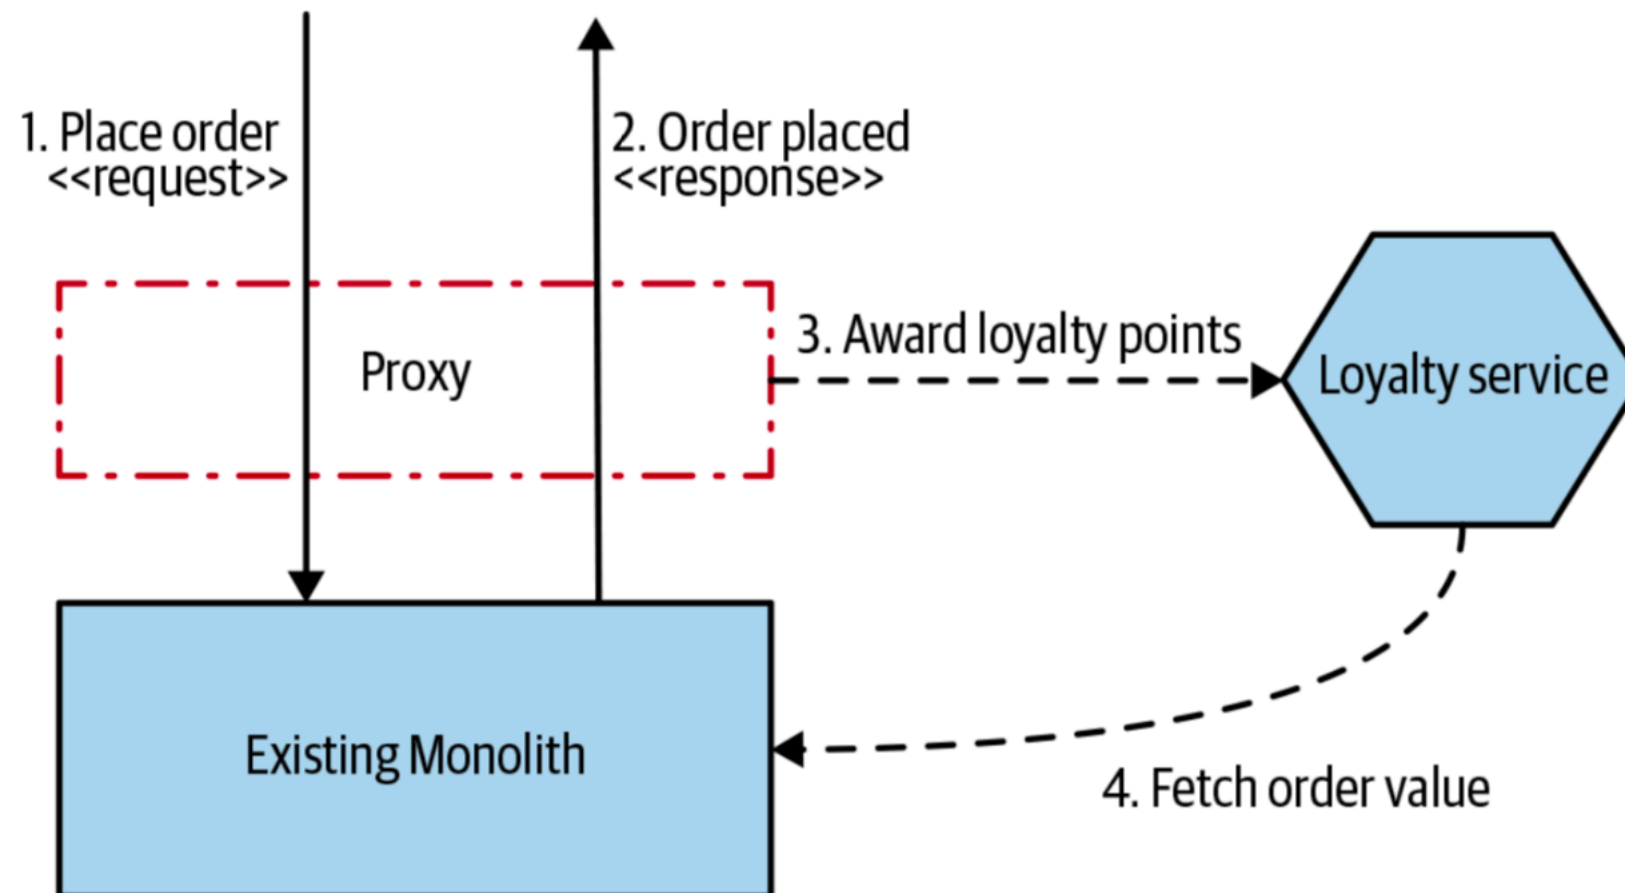 1. Place order
<<request>>
2. Order placed
<<response>>
Proxy
3. Award loyalty points
Loyalty service
Existing Monolith
4. Fetch order value